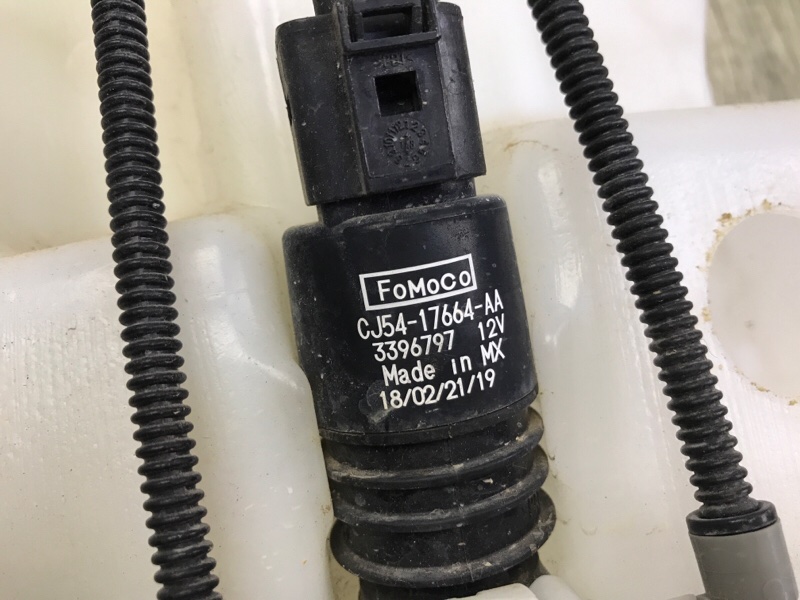 FoMoCo
CJ54-17664-AA
3396797 12V
Made in MX
18/02/21/19